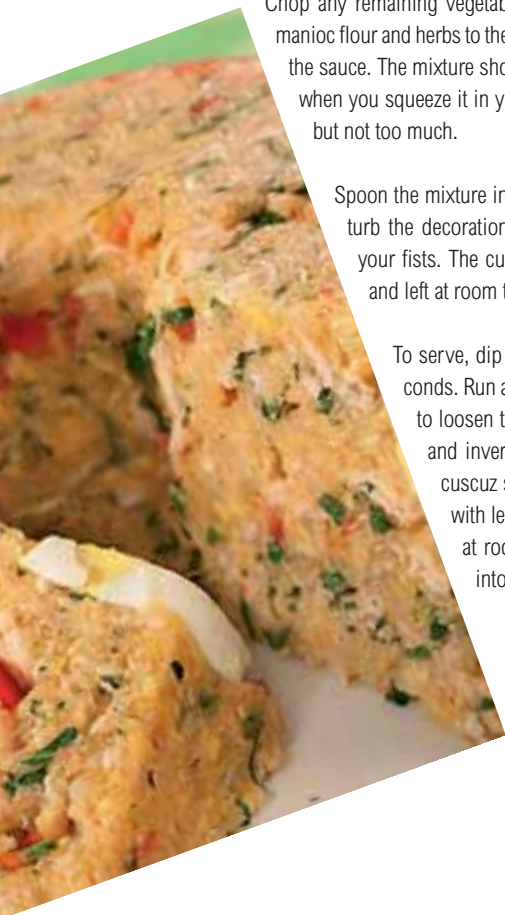 Chop any remaining vegetab
manioc flour and herbs to the
the sauce. The mixture sho
when you squeeze it in y
but not too much.
Spoon the mixture in
turb the decoration
your fists. The cu
and left at room t
To serve, dip
conds. Run a
to loosen t
and inver
cuscuz s
with le
at roo
into